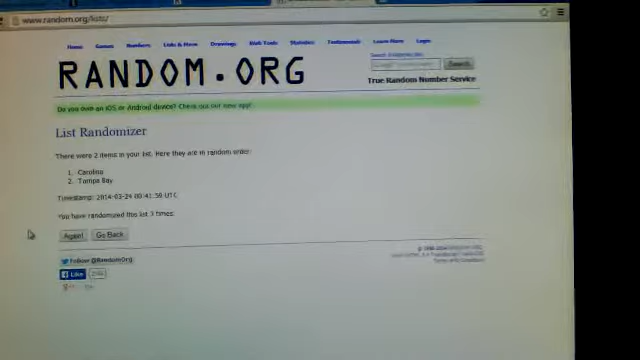 www.random.org/lists/
Home Games Numbers Lists & More Drawings Web Tools Statistics Testimonials Learn More Login
RANDOM.ORG
Search
True Random Number Service
Do you own an iOS or Android device? Check out our new app!
List Randomizer
There were 2 items in your list. Here they are in random order:
1. Carolina
2. Tampa Bay
Timestamp: 2014-03-24 00:41:59 UTC
You have randomized this list 3 times.
Again! Go Back
Follow @RandomOrg
Like